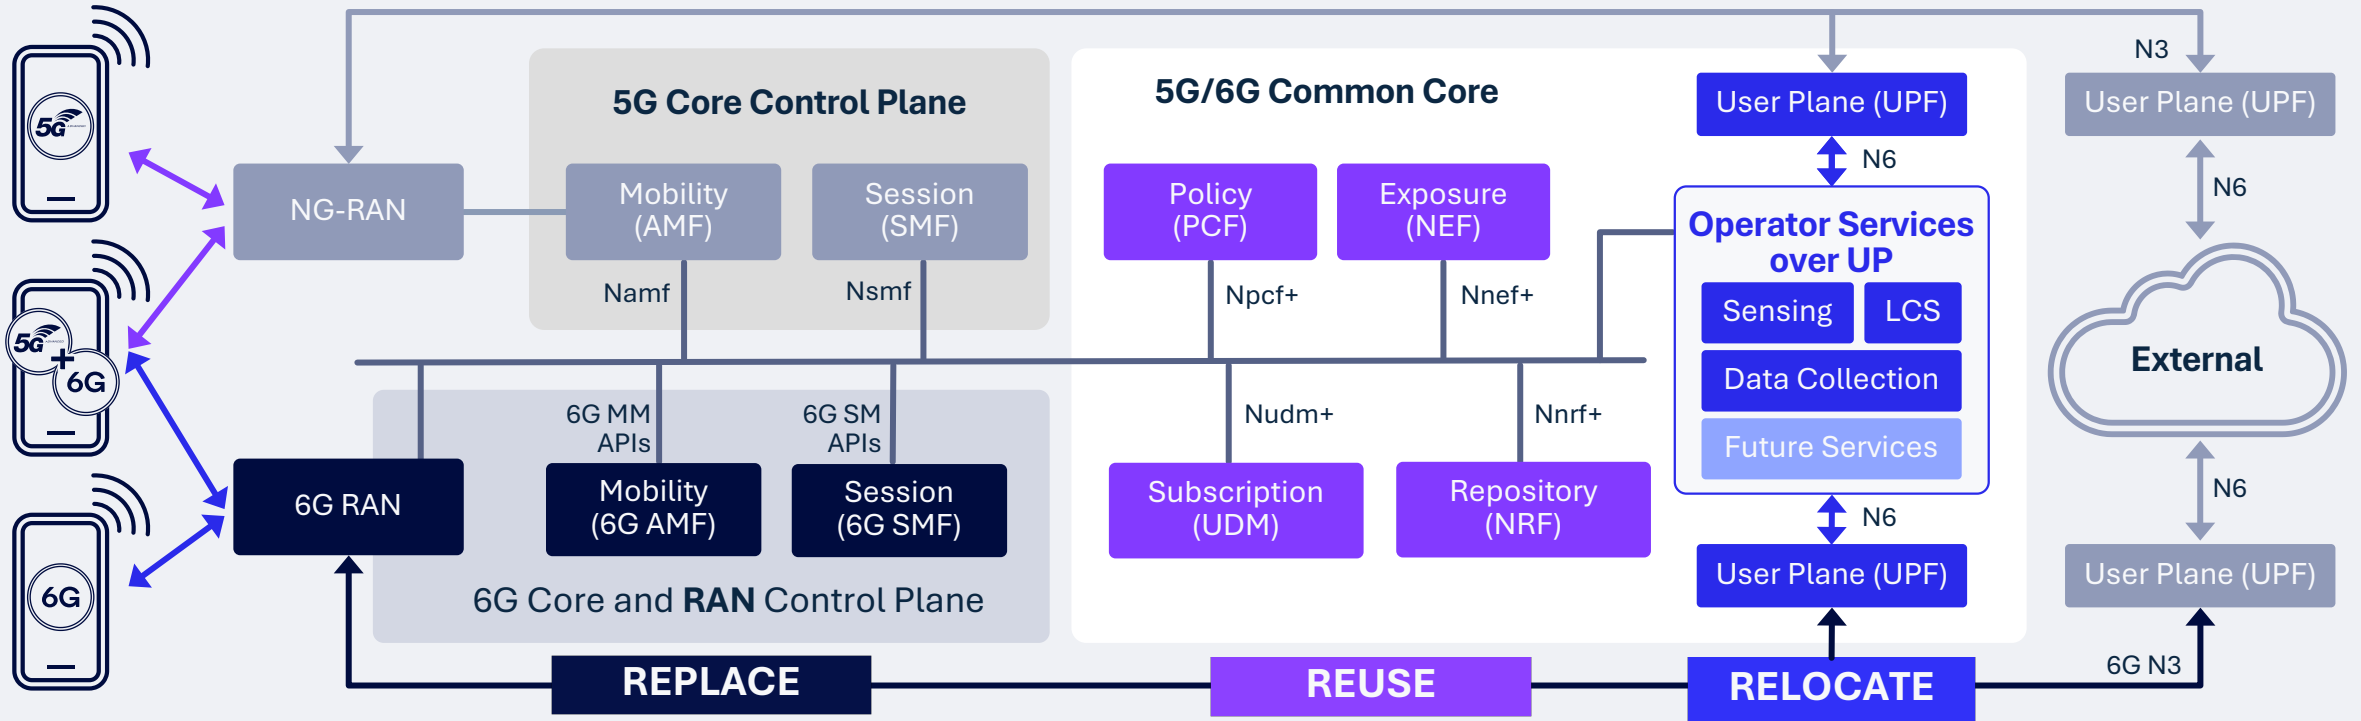 5G
5G
+
6G
6G
NG-RAN
6G RAN
5G Core Control Plane
Mobility
(AMF)
Session
(SMF)
Namf
Nsmf
6G MM
APIs
6G SM
APIs
Mobility
(6G AMF)
Session
(6G SMF)
6G Core and RAN Control Plane
5G/6G Common Core
Policy
(PCF)
Exposure
(NEF)
Npcf+
Nnef+
Nudm+
Nnrf+
Subscription
(UDM)
Repository
(NRF)
User Plane (UPF)
N6
Operator Services
over UP
Sensing
LCS
Data Collection
Future Services
N6
User Plane (UPF)
N3
User Plane (UPF)
N6
External
N6
User Plane (UPF)
6G N3
REPLACE
REUSE
RELOCATE